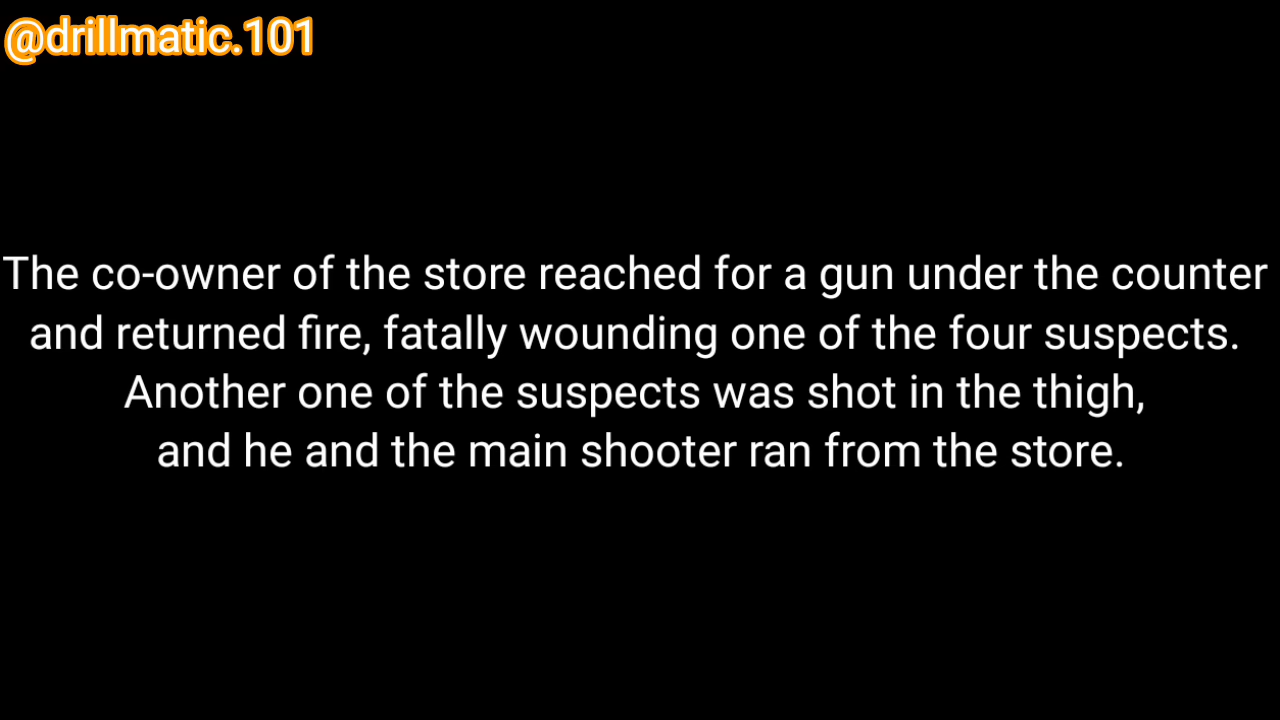 @drillmatic.101
The co-owner of the store reached for a gun under the counter
and returned fire, fatally wounding one of the four suspects.
Another one of the suspects was shot in the thigh,
and he and the main shooter ran from the store.